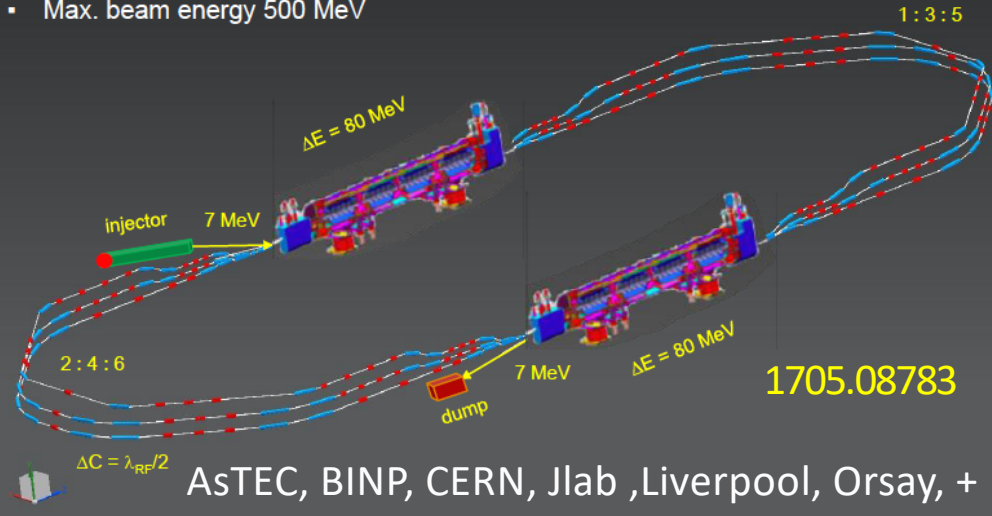 ▪ Max. beam energy 500 MeV
1 : 3 : 5
ΔE = 80 MeV
injector
7 MeV
2 : 4 : 6
7 MeV
ΔE = 80 MeV
dump
1705.08783
ΔC = λRF/2
AsTEC, BINP, CERN, Jlab ,Liverpool, Orsay, +